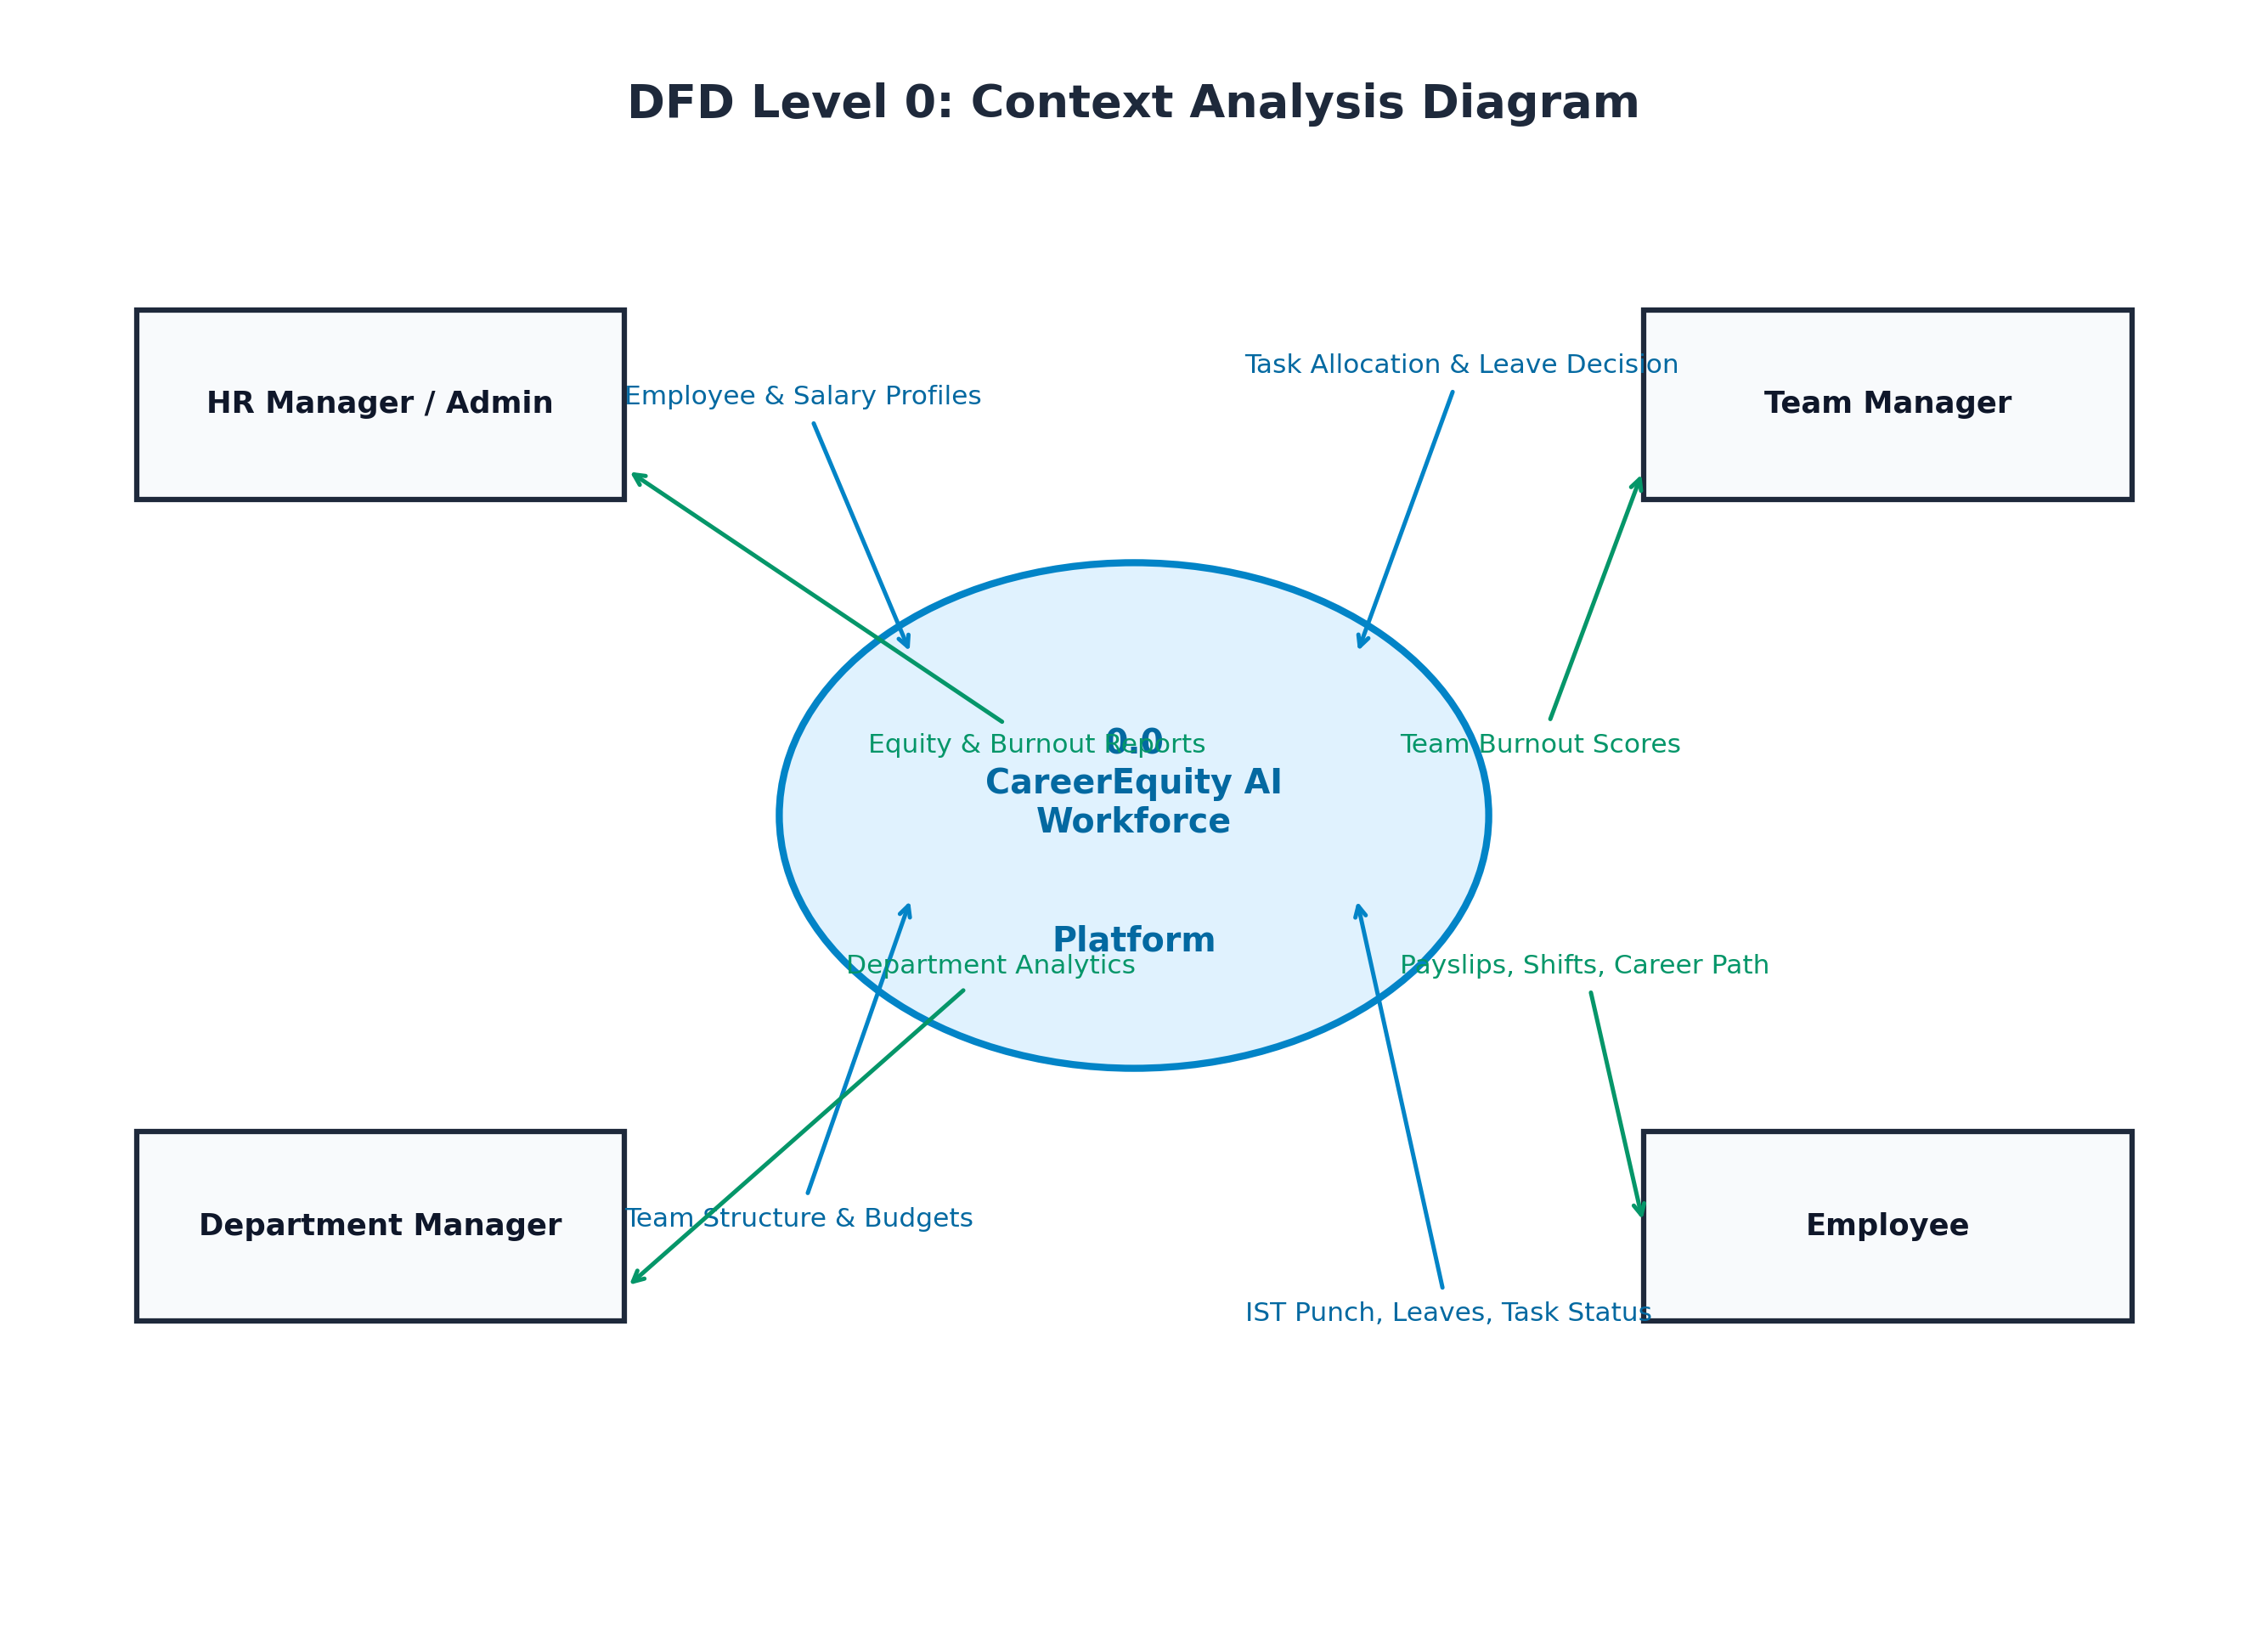 DFD Level 0: Context Analysis Diagram
Task Allocation & Leave Decision
HR Manager / Admin
Employee & Salary Profiles
Team Manager
Equity & Burnout Reports
0.0
Team Burnout Scores
CareerEquity AI
Workforce
Platform
Department Analytics
Payslips, Shifts, Career Path
Department Manager
Team Structure & Budgets
Employee
IST Punch, Leaves, Task Status